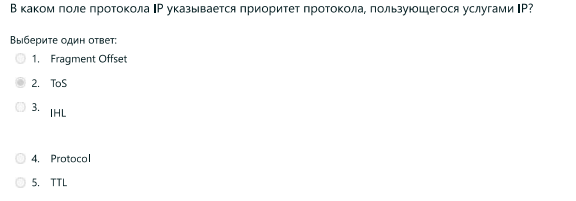 В каком поле протокола IP указывается приоритет протокола, пользующегося услугами IP?
Выберите один ответ:
1. Fragment Offset
2. ToS
3. IHL
4. Protocol
5. TTL